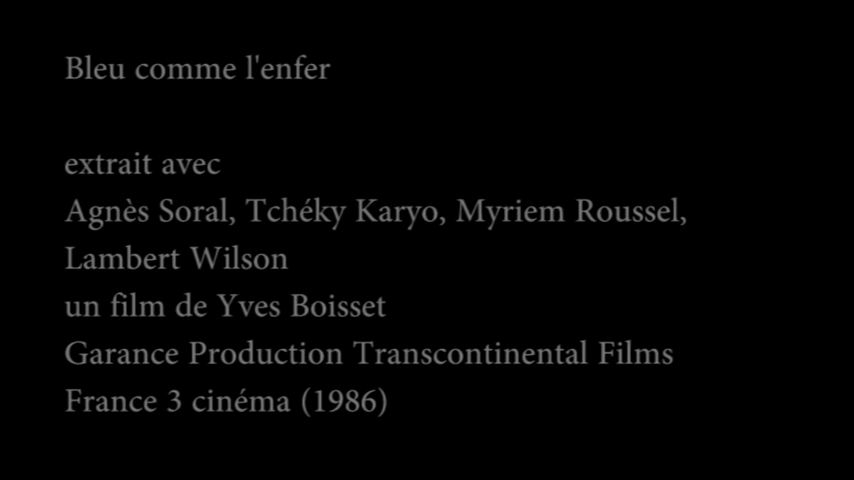 Bleu comme l'enfer
extrait avec
Agnès Soral, Tchéky Karyo, Myriem Roussel,
Lambert Wilson
un film de Yves Boisset
Garance Production Transcontinental Films
France 3 cinéma (1986)